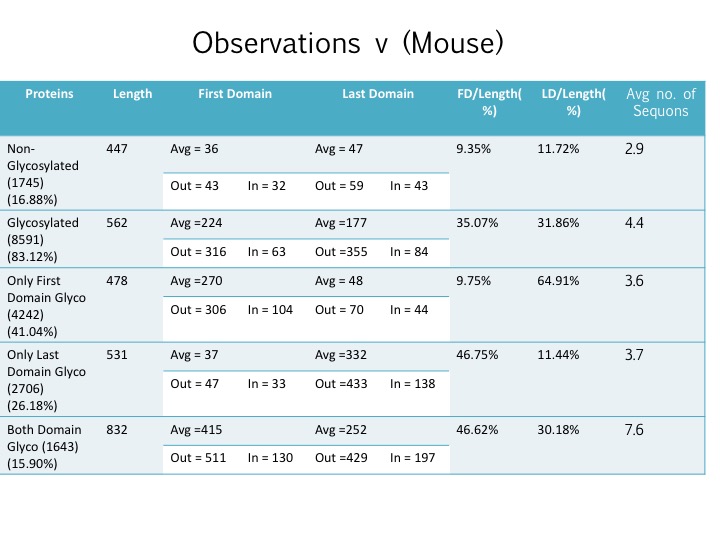 Observations v (Mouse)
Proteins Length First Domain Last Domain FD/Length( LD/Length( Avg no. of
%) %) Sequons
Non- 447 Avg = 36 Avg = 47 9.35% 11.72% 2.9
Glycosylated
(1745) Out = 43 In = 32 Out = 59 In = 43
(16.88%)
Glycosylated 562 Avg =224 Avg =177 35.07% 31.86% 4.4
(8591) Out = 316 In = 63 Out =355 In = 84
(83.12%)
Only First 478 Avg =270 Avg = 48 9.75% 64.91% 3.6
Domain Glyco
(4242) Out = 306 In = 104 Out = 70 In = 44
(41.04%)
Only Last 531 Avg = 37 Avg =332 46.75% 11.44% 3.7
Domain Glyco
(2706) Out = 47 In = 33 Out =433 In = 138
(26.18%)
Both Domain 832 Avg =415 Avg =252 46.62% 30.18% 7.6
Glyco (1643)
(15.90%) Out = 511 In = 130 Out =429 In = 197